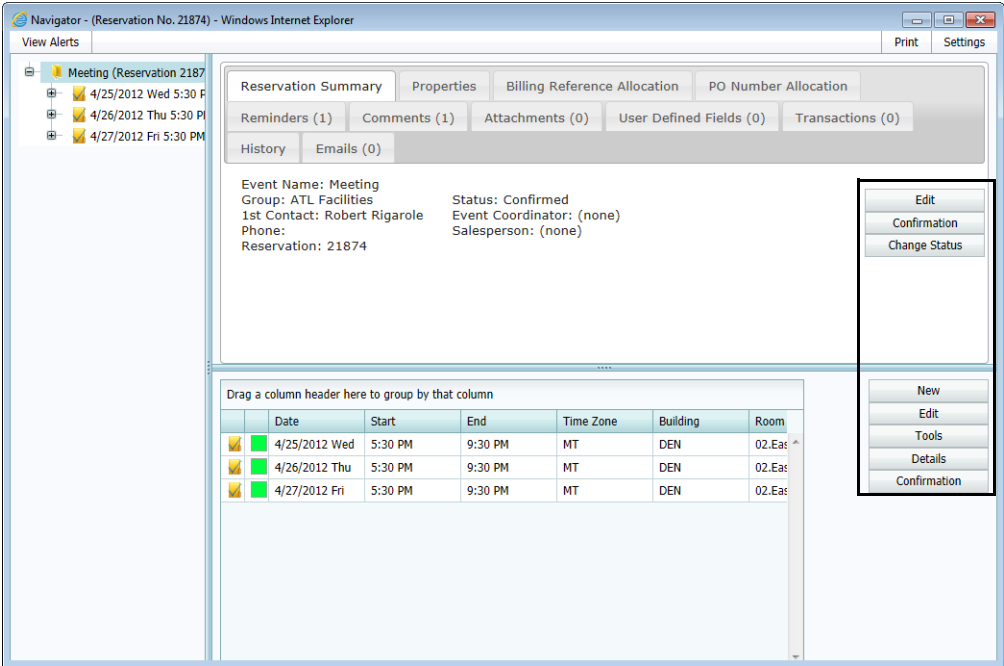 Navigator - (Reservation No. 21874) - Windows Internet Explorer
View Alerts Print Settings
Meeting (Reservation 2187
4/25/2012 Wed 5:30 P
4/26/2012 Thu 5:30 PI
4/27/2012 Fri 5:30 PM
Reservation Summary Properties Billing Reference Allocation PO Number Allocation
Reminders (1) Comments (1) Attachments (0) User Defined Fields (0) Transactions (0)
History Emails (0)
Event Name: Meeting
Group: ATL Facilities Status: Confirmed
1st Contact: Robert Rigarole Event Coordinator: (none)
Phone: Salesperson: (none)
Reservation: 21874
Edit
Confirmation
Change Status
Drag a column header here to group by that column
Date Start End Time Zone Building Room
4/25/2012 Wed 5:30 PM 9:30 PM MT DEN 02.Eas
4/26/2012 Thu 5:30 PM 9:30 PM MT DEN 02.Eas
4/27/2012 Fri 5:30 PM 9:30 PM MT DEN 02.Eas
New
Edit
Tools
Details
Confirmation